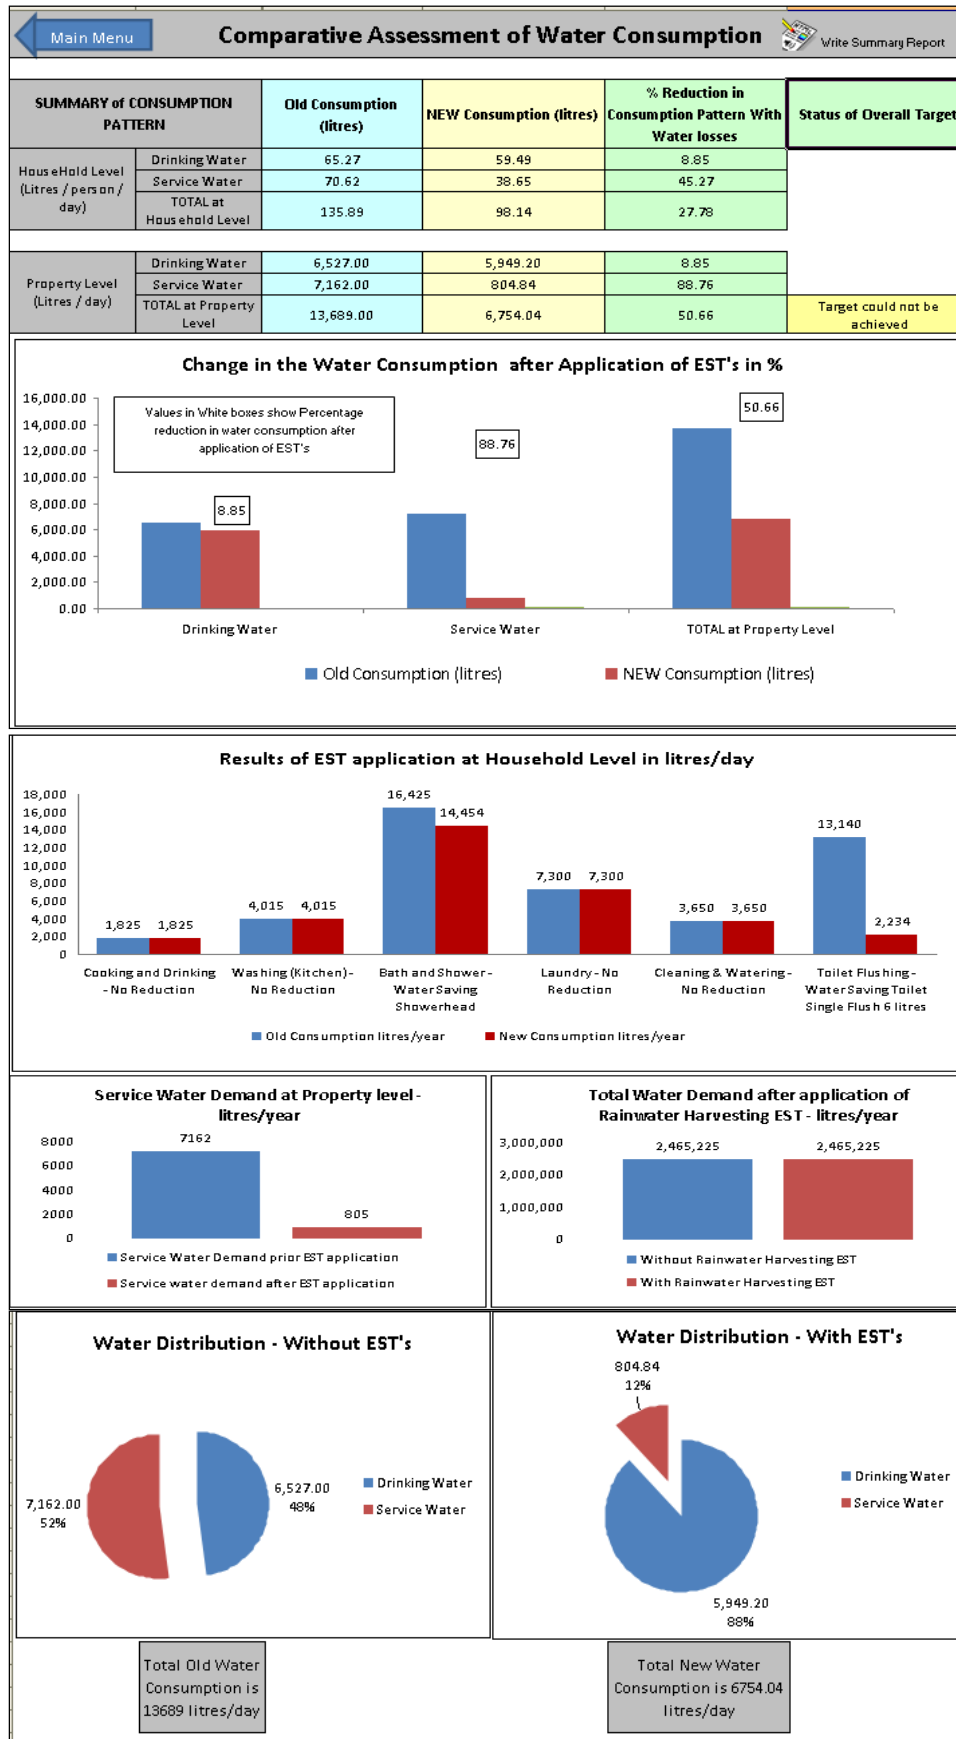 Main Menu
Comparative Assessment of Water Consumption
Write Summary Report
SUMMARY of CONSUMPTION
PATTERN
Old Consumption
(litres)
NEW Consumption (litres)
% Reduction in
Consumption Pattern With
Water losses
Status of Overall Target
HouseHold Level
(Litres / person /
day)
Drinking Water
65.27
59.49
8.85
Service Water
70.62
38.65
45.27
TOTAL at
Household Level
135.89
98.14
27.78
Property Level
(Litres / day)
Drinking Water
6,527.00
5,949.20
8.85
Service Water
7,162.00
804.84
88.76
TOTAL at Property
Level
13,689.00
6,754.04
50.66
Target could not be
achieved
Change in the Water Consumption after Application of EST's in %
16,000.00
14,000.00
12,000.00
10,000.00
8,000.00
6,000.00
4,000.00
2,000.00
0.00
Values in White boxes show Percentage
reduction in water consumption after
application of EST's
8.85
88.76
50.66
Drinking Water
Service Water
TOTAL at Property Level
Old Consumption (litres)
NEW Consumption (litres)
Results of EST application at Household Level in litres/day
18,000
16,000
14,000
12,000
10,000
8,000
6,000
4,000
2,000
0
1,825
1,825
4,015
4,015
16,425
14,454
7,300
7,300
3,650
3,650
13,140
2,234
Cooking and Drinking
- No Reduction
Washing (Kitchen) -
No Reduction
Bath and Shower -
Water Saving
Showerhead
Laundry - No
Reduction
Cleaning & Watering -
No Reduction
Toilet Flushing -
Water Saving Toilet
Single Flush 6 litres
Old Consumption litres/year
New Consumption litres/year
Service Water Demand at Property level -
litres/year
8000
6000
4000
2000
0
7162
805
Service Water Demand prior EST application
Service water demand after EST application
Total Water Demand after application of
Rainwater Harvesting EST - litres/year
3,000,000
2,000,000
1,000,000
0
2,465,225
2,465,225
Without Rainwater Harvesting EST
With Rainwater Harvesting EST
Water Distribution - Without EST's
7,162.00
52%
6,527.00
48%
Drinking Water
Service Water
Water Distribution - With EST's
804.84
12%
5,949.20
88%
Drinking Water
Service Water
Total Old Water
Consumption is
13689 litres/day
Total New Water
Consumption is 6754.04
litres/day